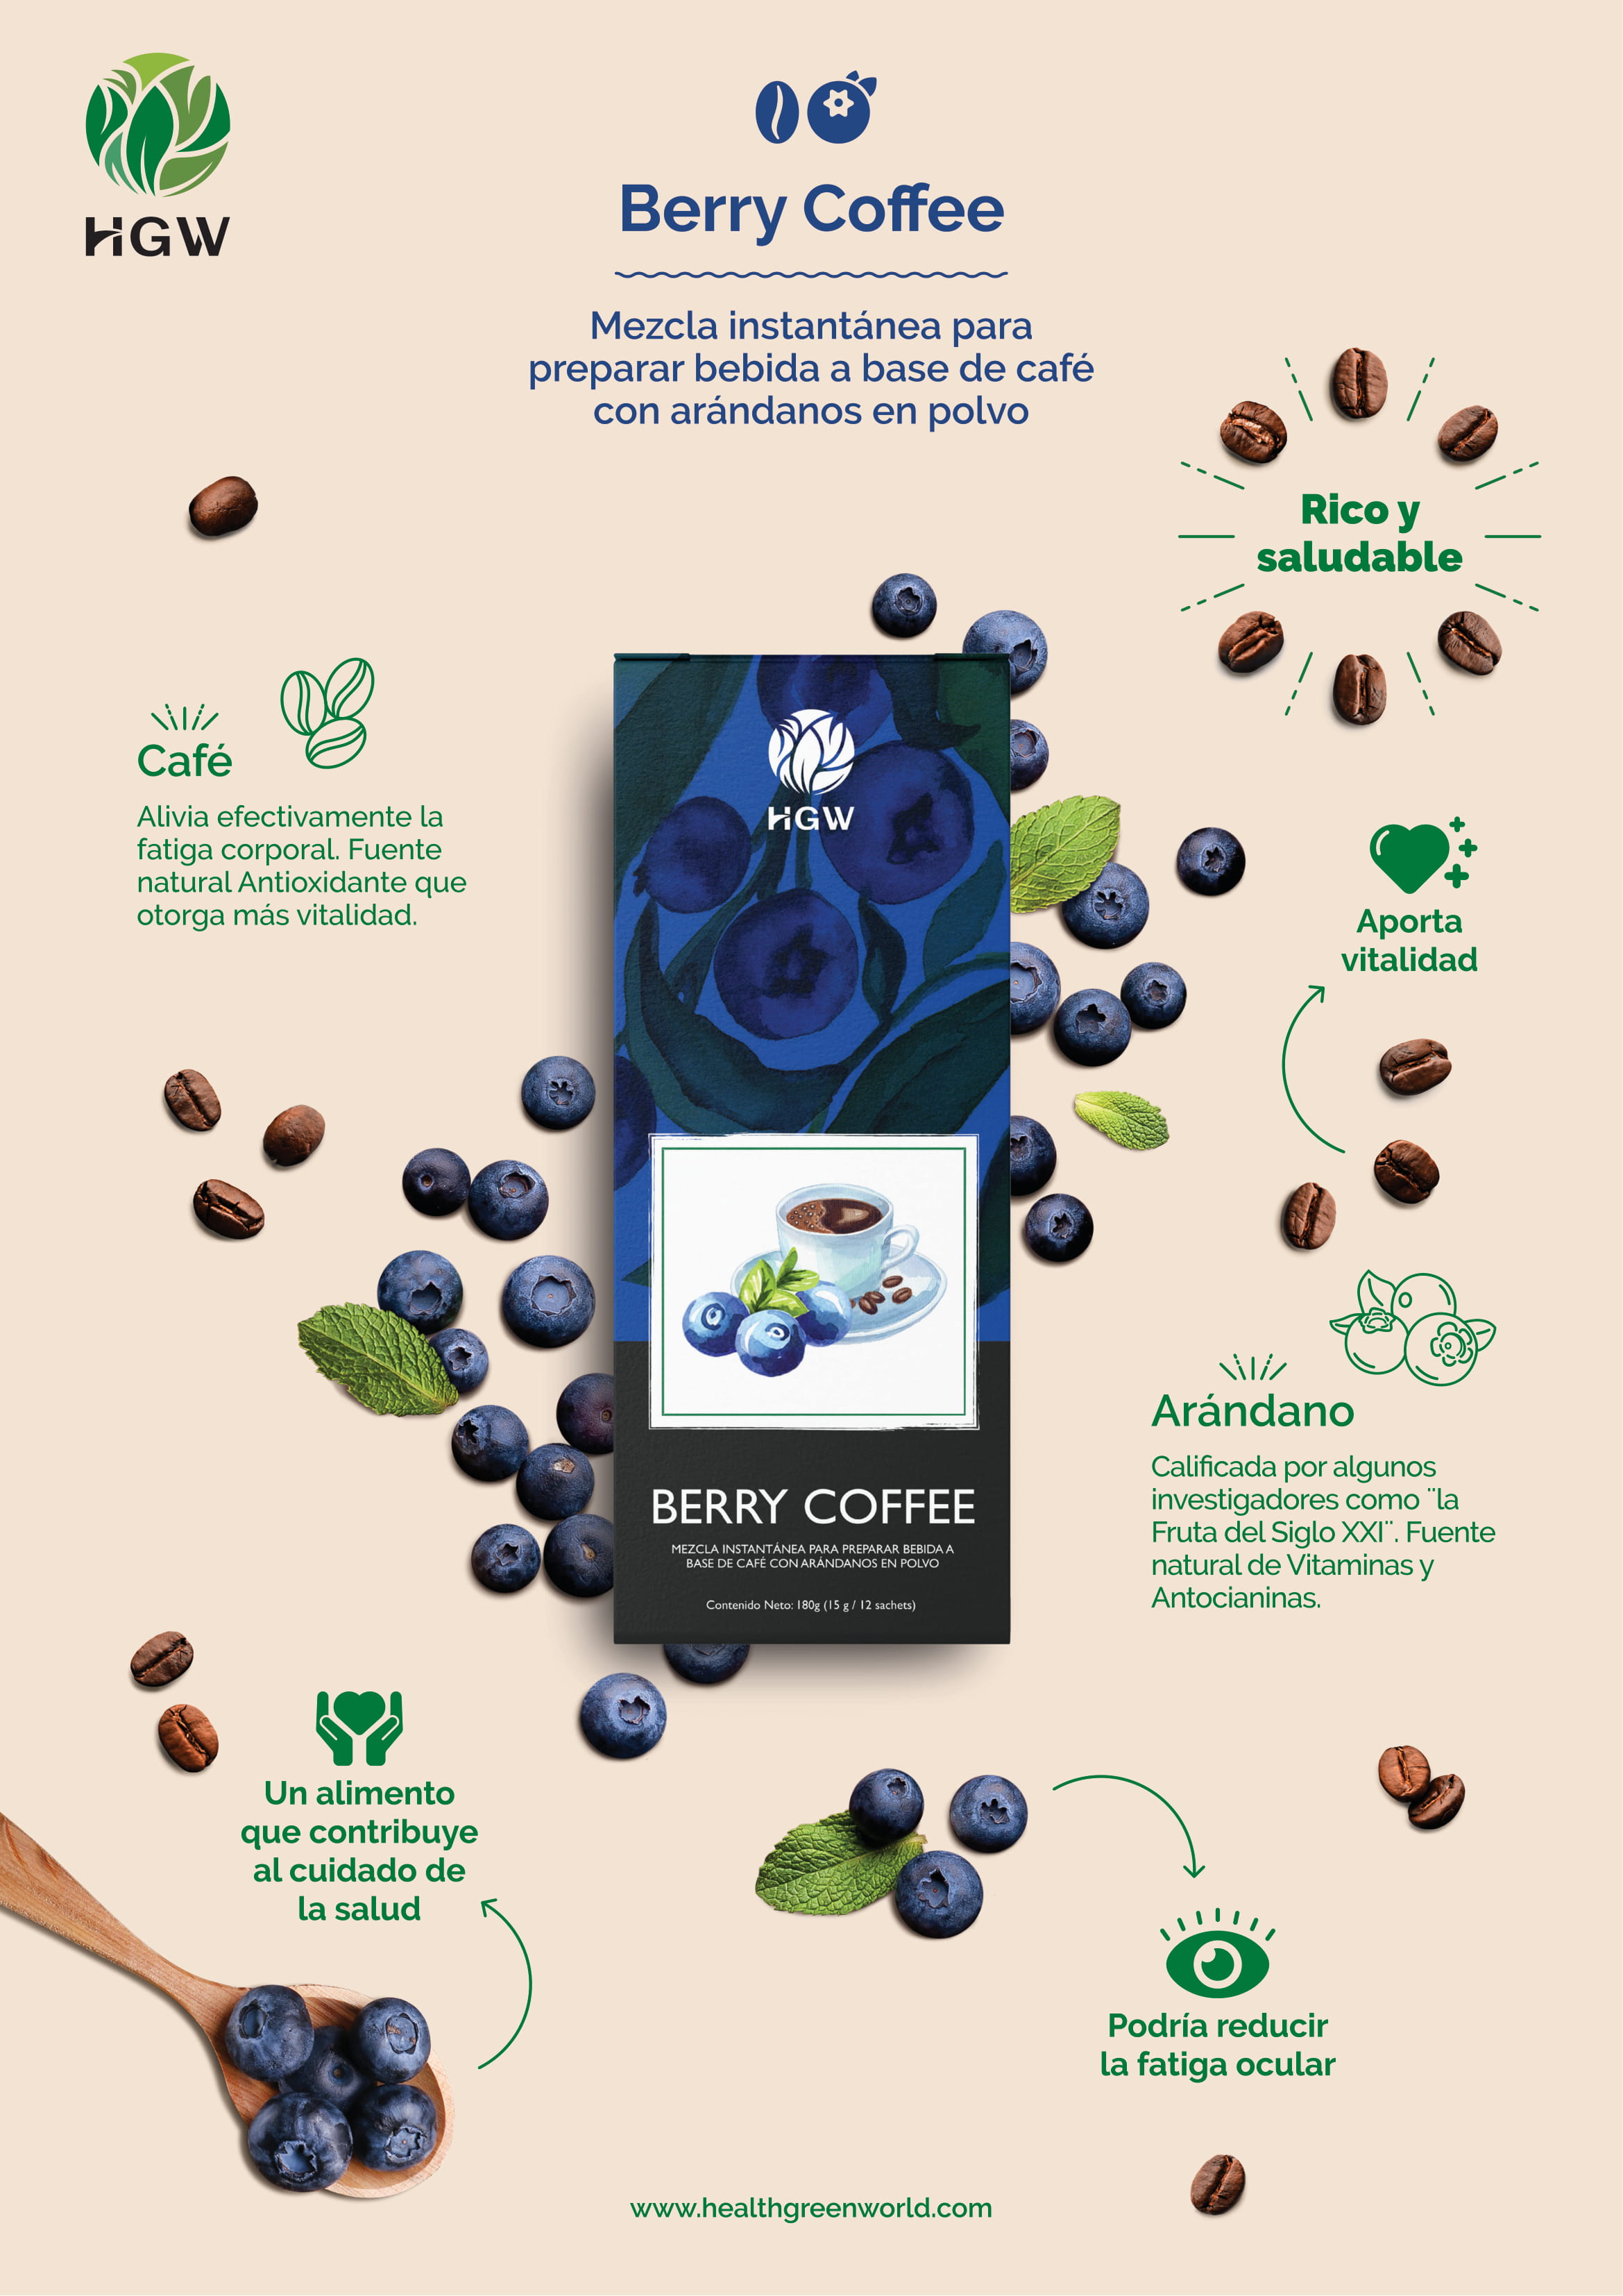 HGW
Berry Coffee
Mezcla instantánea para
preparar bebida a base de café
con arándanos en polvo
Rico y
saludable
Café
Alivia efectivamente la
fatiga corporal. Fuente
natural Antioxidante que
otorga más vitalidad.
HGW
Aporta
vitalidad
Arándano
Calificada por algunos
investigadores como ¨la
Fruta del Siglo XXI¨. Fuente
natural de Vitaminas y
Antocianinas.
BERRY COFFEE
MEZCLA INSTANTÁNEA PARA PREPARAR BEBIDA A
BASE DE CAFÉ CON ARÁNDANOS EN POLVO
Contenido Neto: 180g (15 g / 12 sachets)
Un alimento
que contribuye
al cuidado de
la salud
Podría reducir
la fatiga ocular
www.healthgreenworld.com